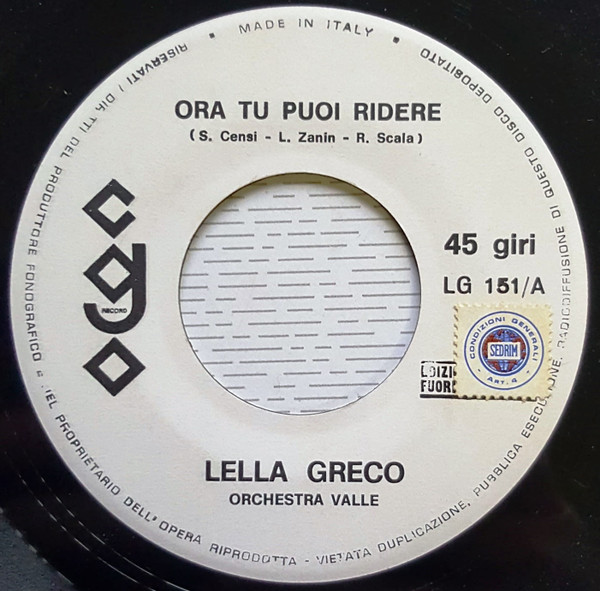 MADE IN ITALY
RISERVATI I DIRITTI DEL PRODUTTORE FONOGRAFICO E DEL PROPRIETARIO DELL'OPERA RIPRODOTTA - VIETATA DUPLICAZIONE, PUBBLICA ESECUZIONE, RADIODIFFUSIONE DI QUESTO DISCO DEPOSITATO
ORA TU PUOI RIDERE
(S. Censi - L. Zanin - R. Scala)
cgo
RECORD
45 giri
LG 151/A
CONDIZIONI GENERALI
SEDRIM
ART. 4
FUORI
LELLA GRECO
ORCHESTRA VALLE